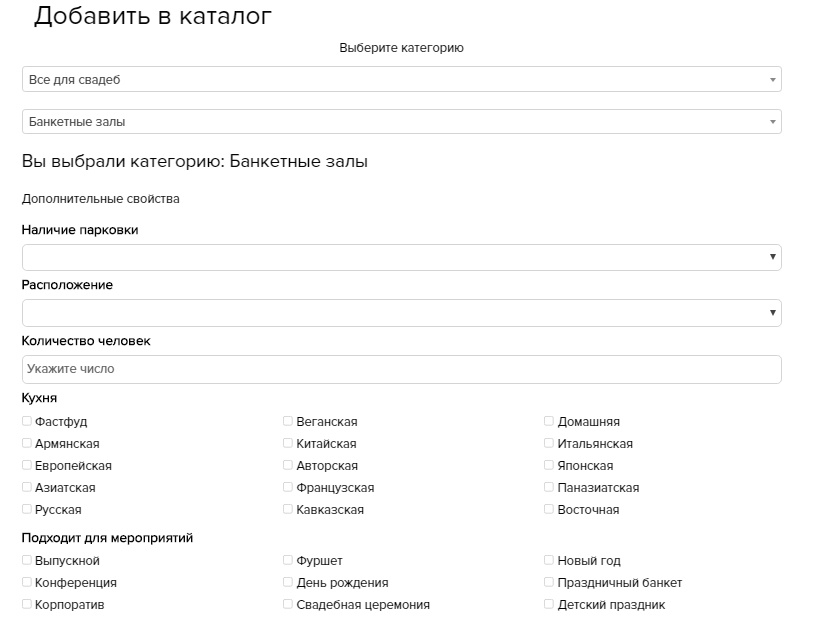 Добавить в каталог
Выберите категорию
Все для свадеб
Банкетные залы
Вы выбрали категорию: Банкетные залы
Дополнительные свойства
Наличие парковки
Расположение
Количество человек
Укажите число
Кухня
Фастфуд Веганская Домашняя
Армянская Китайская Итальянская
Европейская Авторская Японская
Азиатская Французская Паназиатская
Русская Кавказская Восточная
Подходит для мероприятий
Выпускной Фуршет Новый год
Конференция День рождения Праздничный банкет
Корпоратив Свадебная церемония Детский праздник